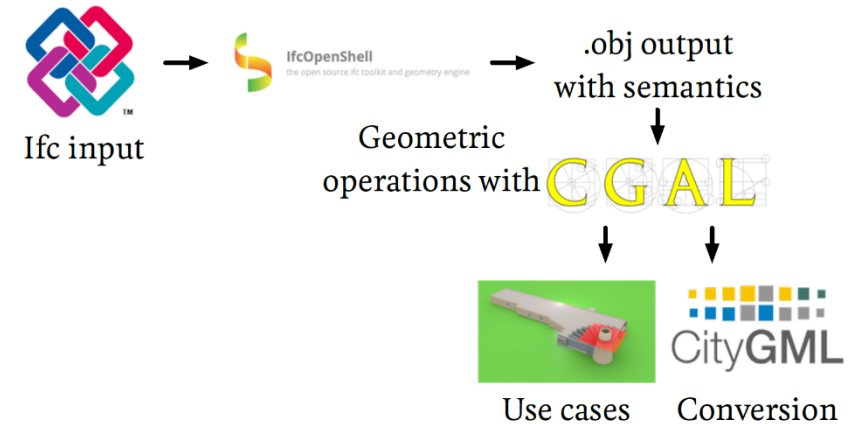 TM
Ifc input
IfcOpenShell
the open source ifc toolkit and geometry engine
.obj output
with semantics
Geometric
operations with CGAL
Use cases
CityGML
Conversion